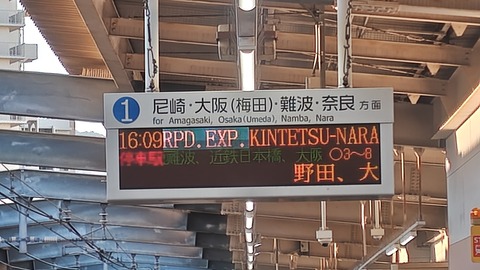 1 尼崎・大阪(梅田)・難波・奈良 方面
for Amagasaki, Osaka(Umeda), Namba, Nara
16:09 RPD. EXP. KINTETSU-NARA
停車駅 難波、近鉄日本橋、大阪 ○3~6
野田、大